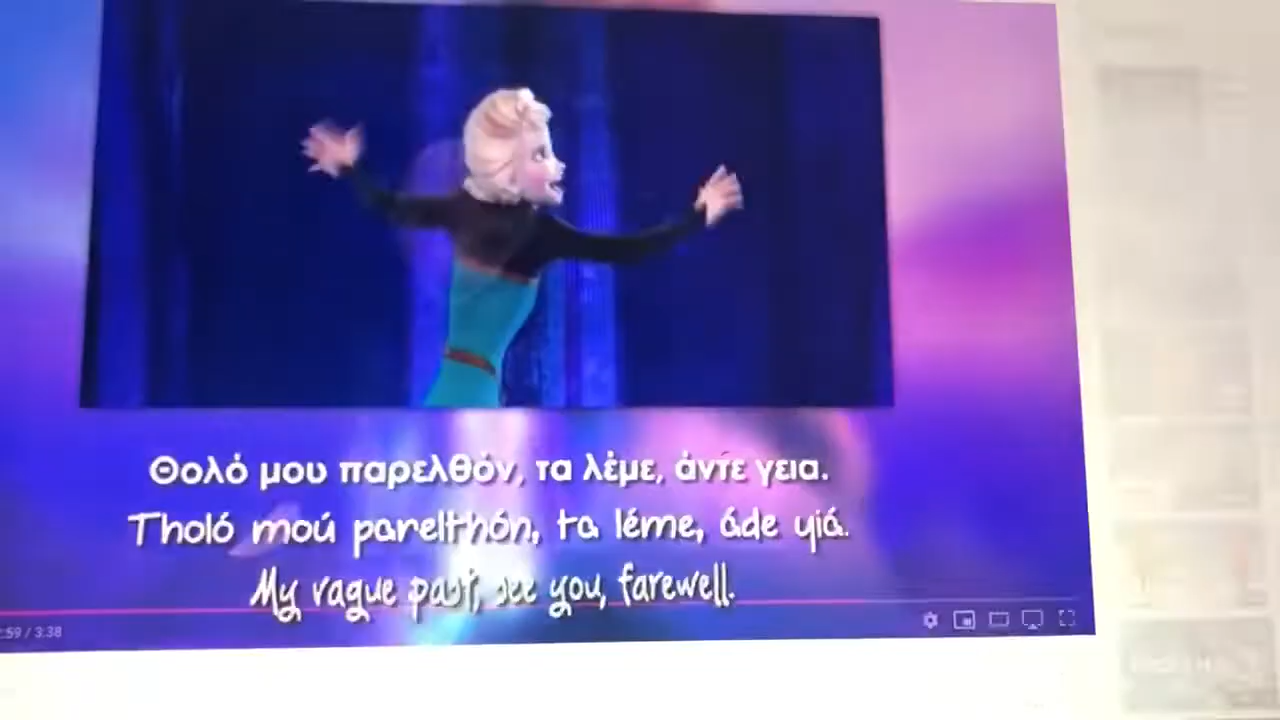 Θολό μου παρελθόν, τα λέμε, άντε γεια.
Tholó moú parelthón, ta léme, áde yiá.
My vague past, see you, farewell.
:59 / 3:38